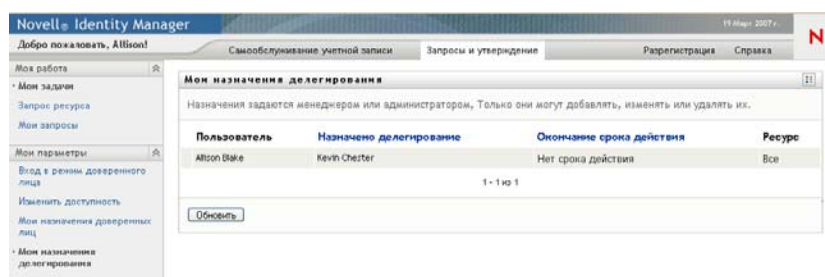 Novell® Identity Manager
19 Март 2007 г.
Добро пожаловать, Allison!
Самообслуживание учетной записи
Запросы и утверждение
Разрегистрация
Справка
N
Моя работа
Мои задачи
Запрос ресурса
Мои запросы
Мои параметры
Вход в режим доверенного
лица
Изменить доступность
Мои назначения доверенных
лиц
Мои назначения
делегирования
Мои назначения делегирования
Назначения задаются менеджером или администратором, Только они могут добавлять, изменять или удалять их.
Пользователь Назначено делегирование Окончание срока действия Ресурс
Allison Blake Kevin Chester Нет срока действия Все
1 - 1 из 1
Обновить